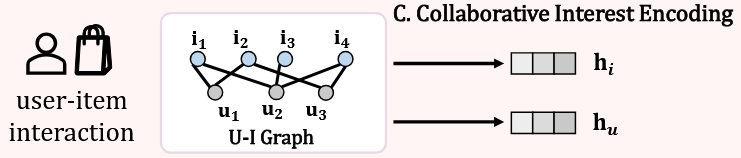 C. Collaborative Interest Encoding
i₁ i₂ i₃ i₄
u₁ u₂ u₃
U-I Graph
user-item
interaction
hᵢ
hᵤ